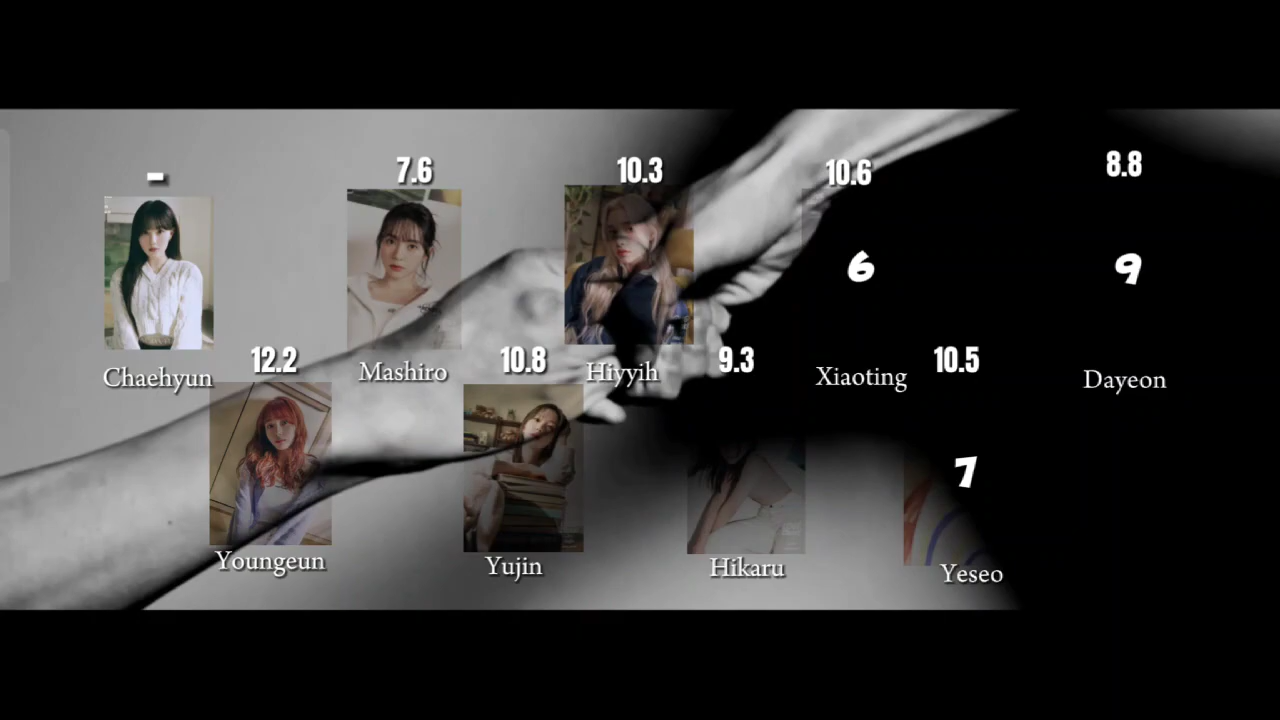 -
7.6
10.3
10.6
8.8
6
9
Chaehyun
Mashiro
Hiyyih
Xiaoting
Dayeon
12.2
10.8
9.3
10.5
7
Youngeun
Yujin
Hikaru
Yeseo